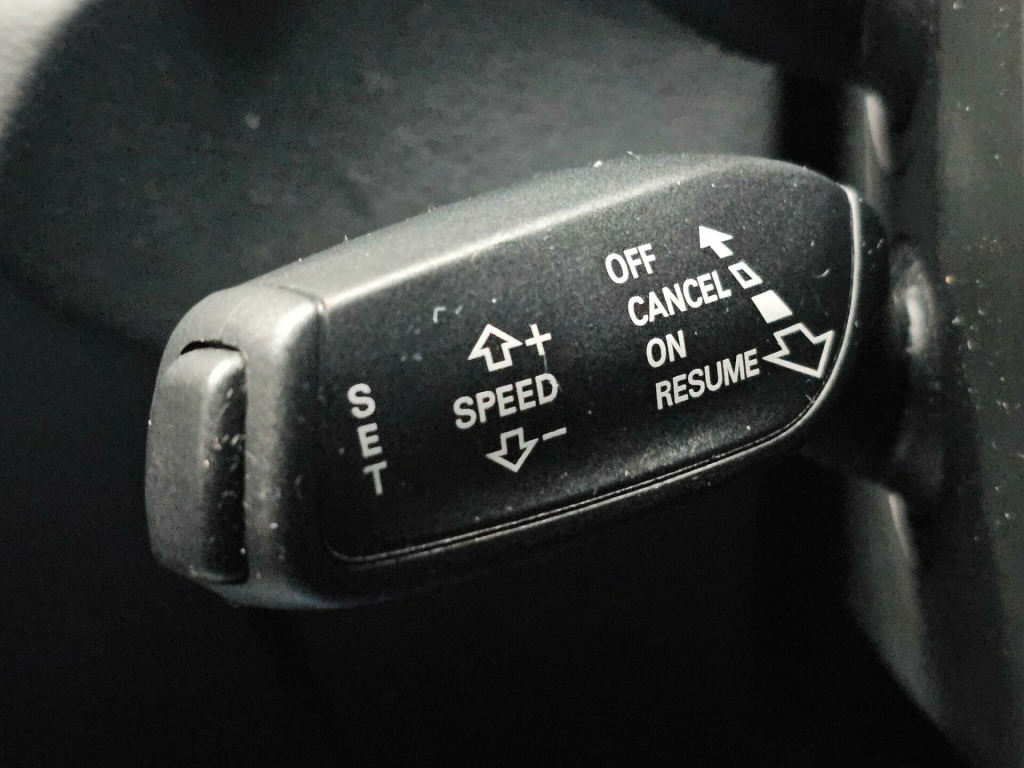 SET
+
SPEED
−
OFF
CANCEL
ON
RESUME